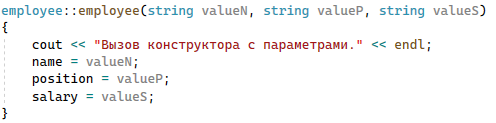 employee::employee(string valueN, string valueP, string valueS)
{
    cout << "Вызов конструктора с параметрами." << endl;
    name = valueN;
    position = valueP;
    salary = valueS;
}